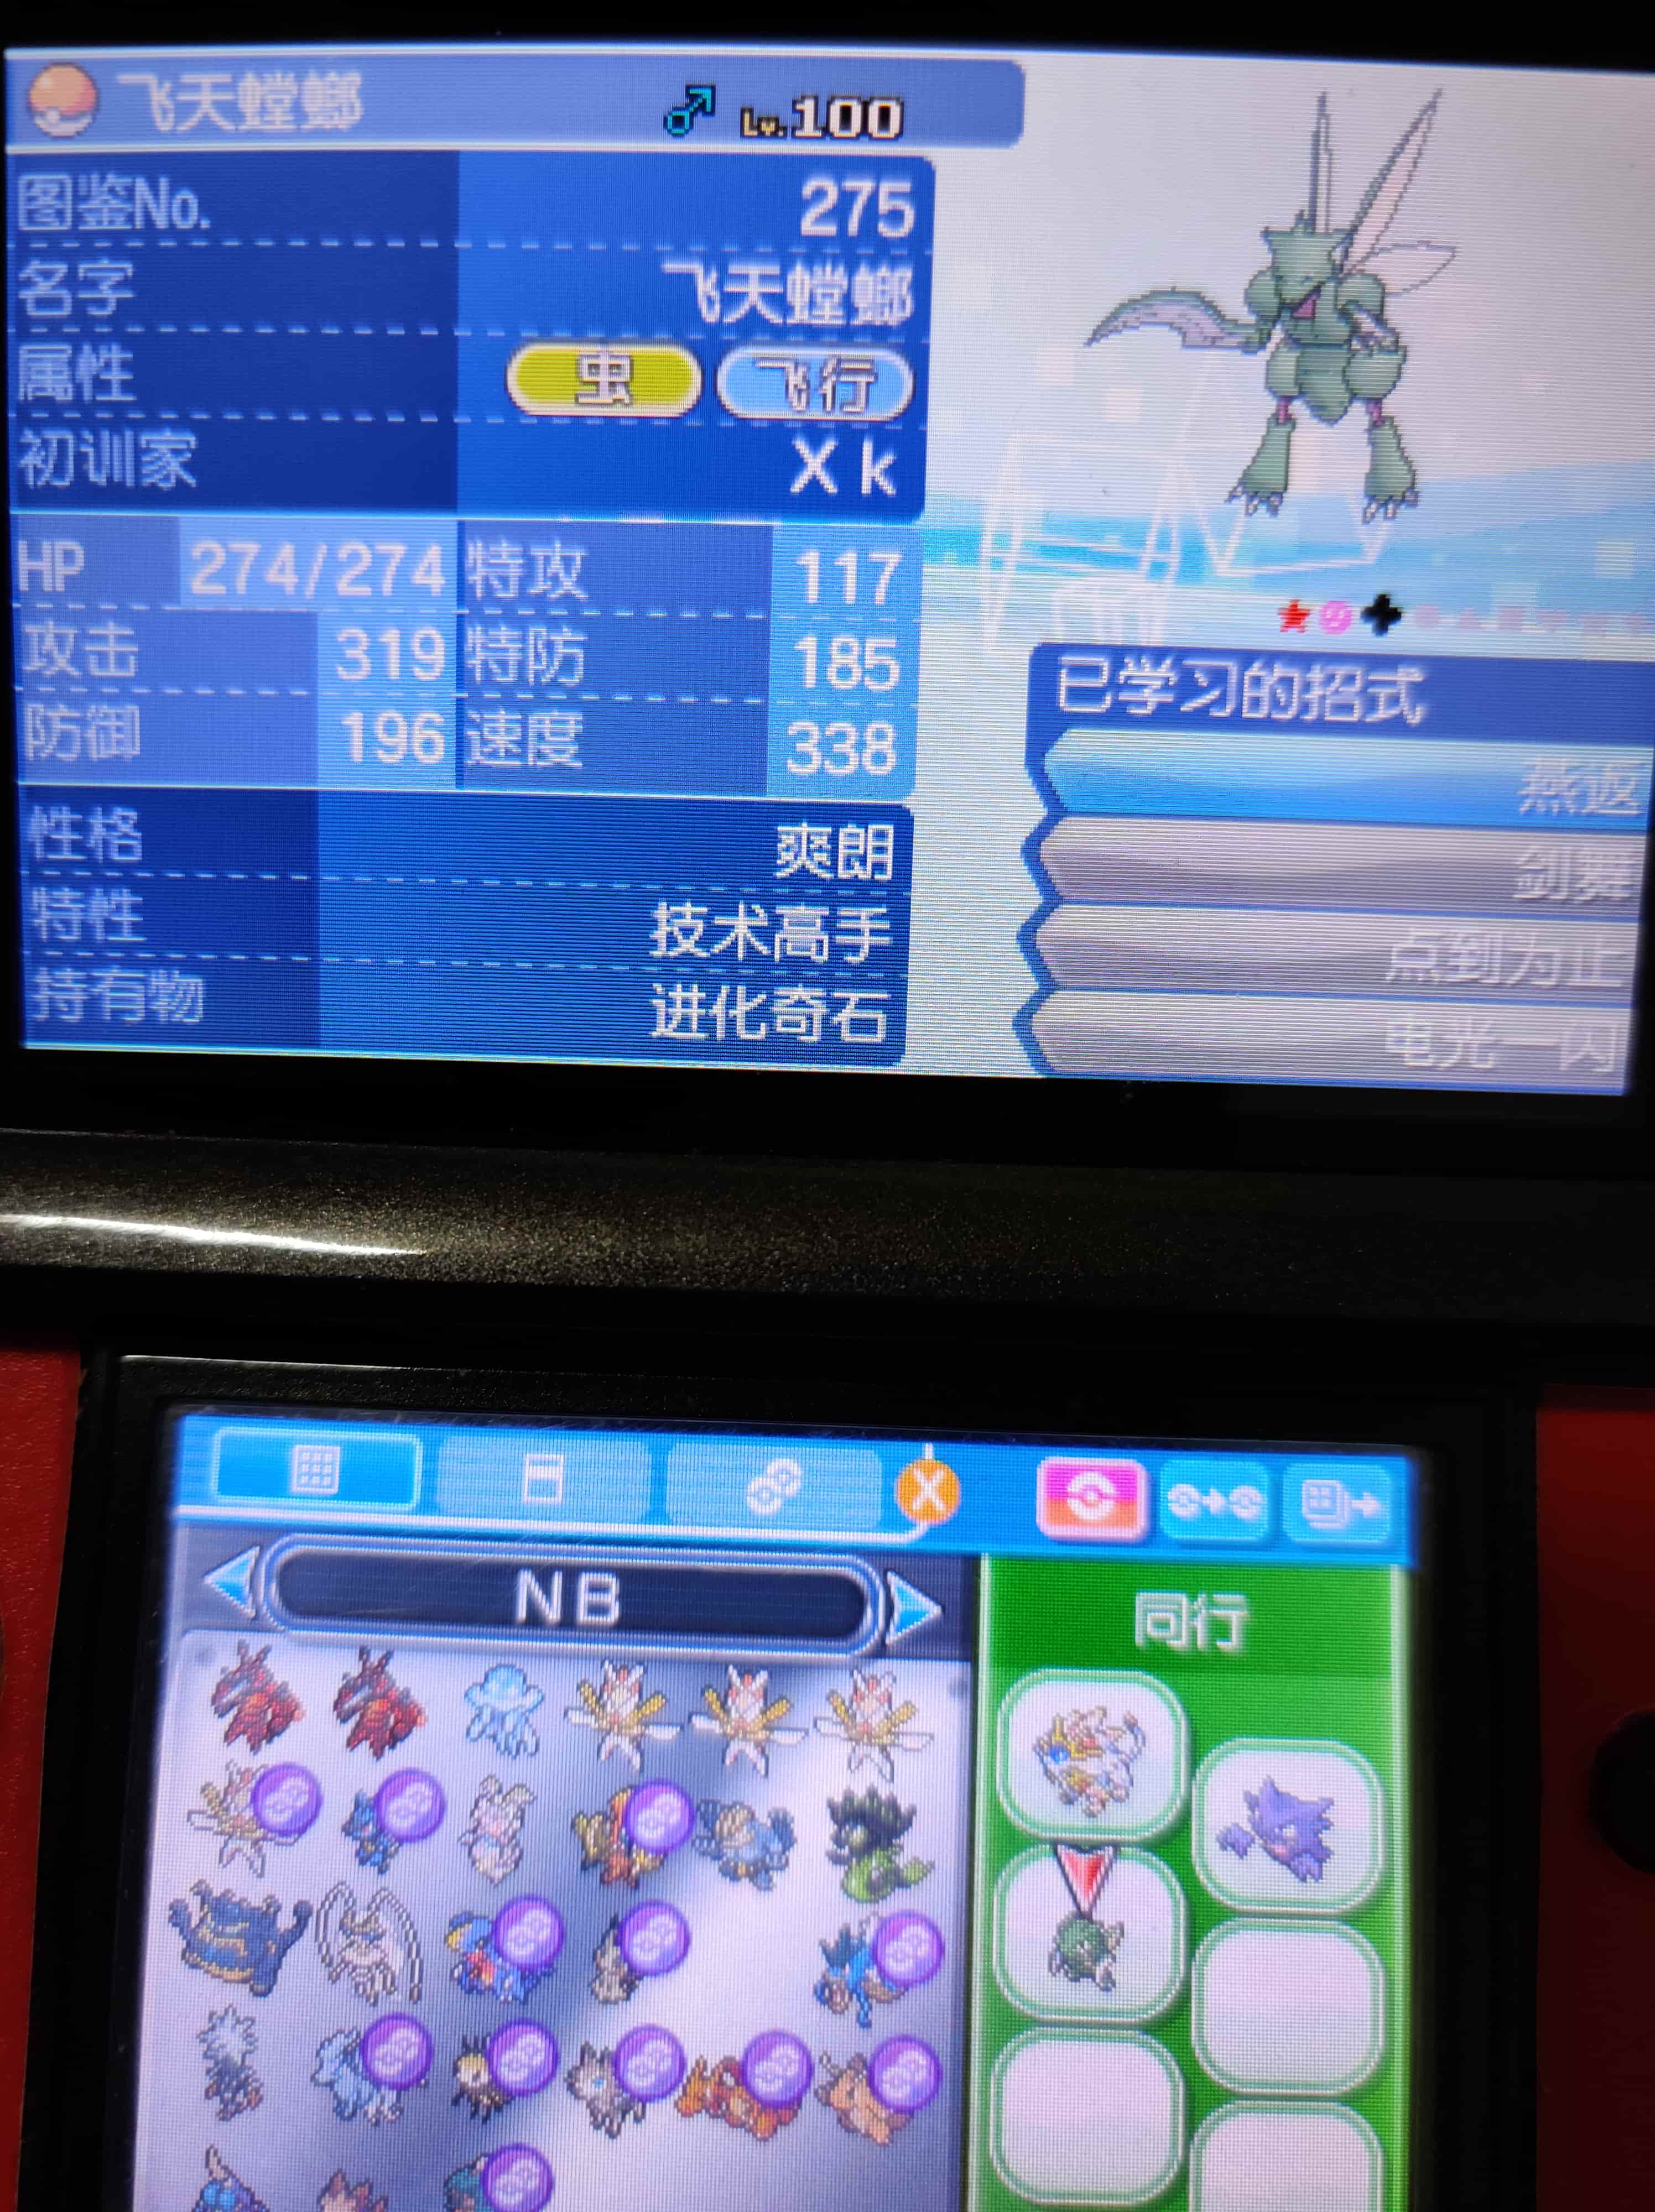 飞天螳螂 Lv.100
图鉴No. 275
名字 飞天螳螂
属性 虫 飞行
初训家 X k
HP 274/274 特攻 117
攻击 319 特防 185
防御 196 速度 338
性格 爽朗
特性 技术高手
持有物 进化奇石
已学习的招式
燕返
剑舞
点到为止
电光一闪
X
NB
同行